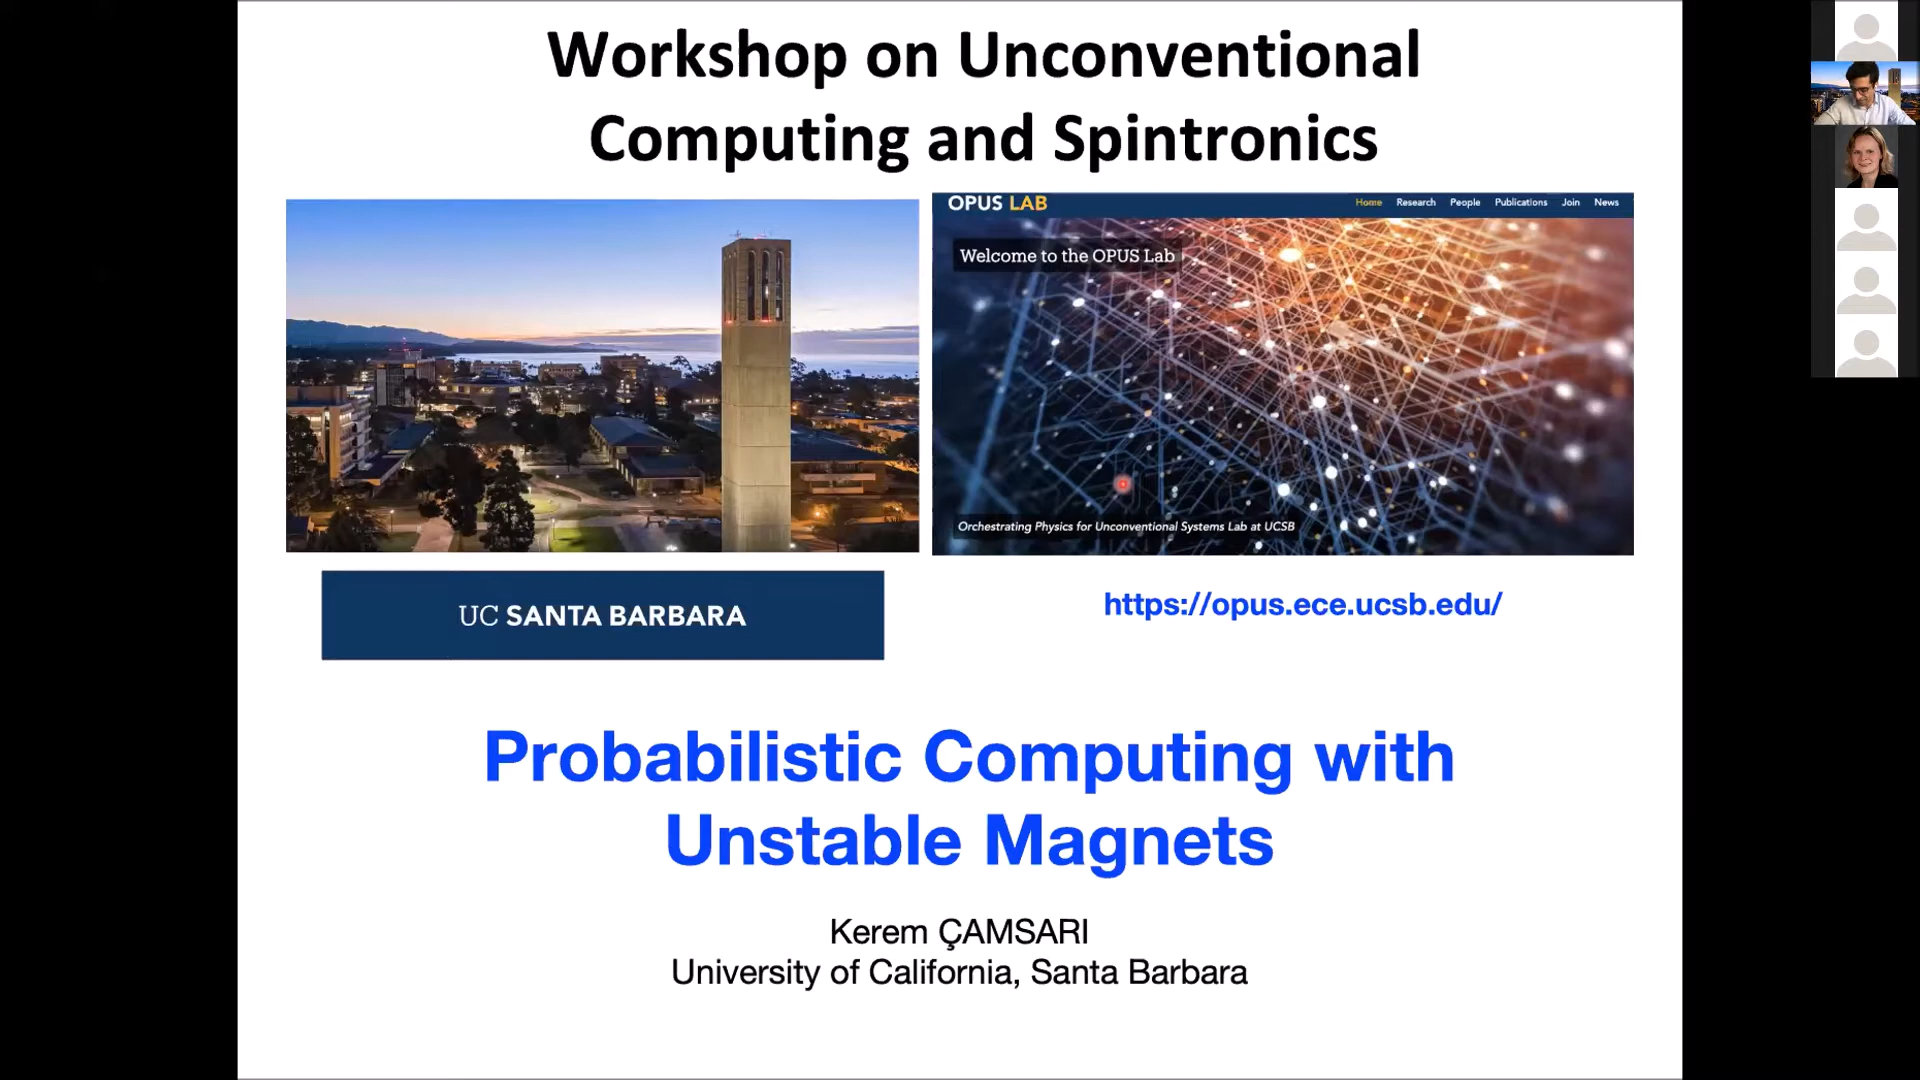 Workshop on Unconventional
Computing and Spintronics
OPUS LAB
Home Research People Publications Join News
Welcome to the OPUS Lab
Orchestrating Physics for Unconventional Systems Lab at UCSB
UC SANTA BARBARA
https://opus.ece.ucsb.edu/
Probabilistic Computing with
Unstable Magnets
Kerem ÇAMSARI
University of California, Santa Barbara